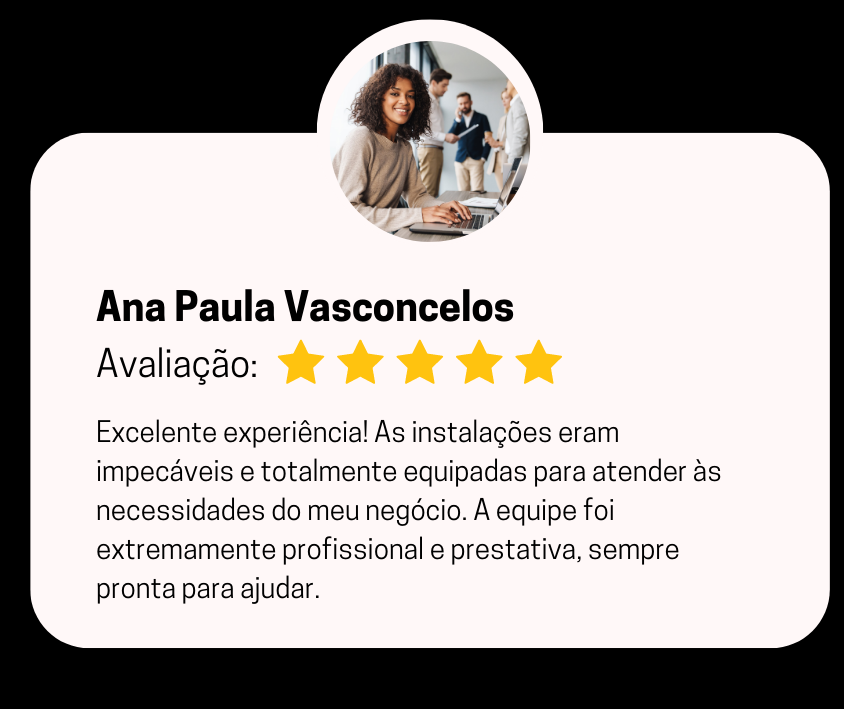 Ana Paula Vasconcelos
Avaliação:
Excelente experiência! As instalações eram
impecáveis e totalmente equipadas para atender às
necessidades do meu negócio. A equipe foi
extremamente profissional e prestativa, sempre
pronta para ajudar.